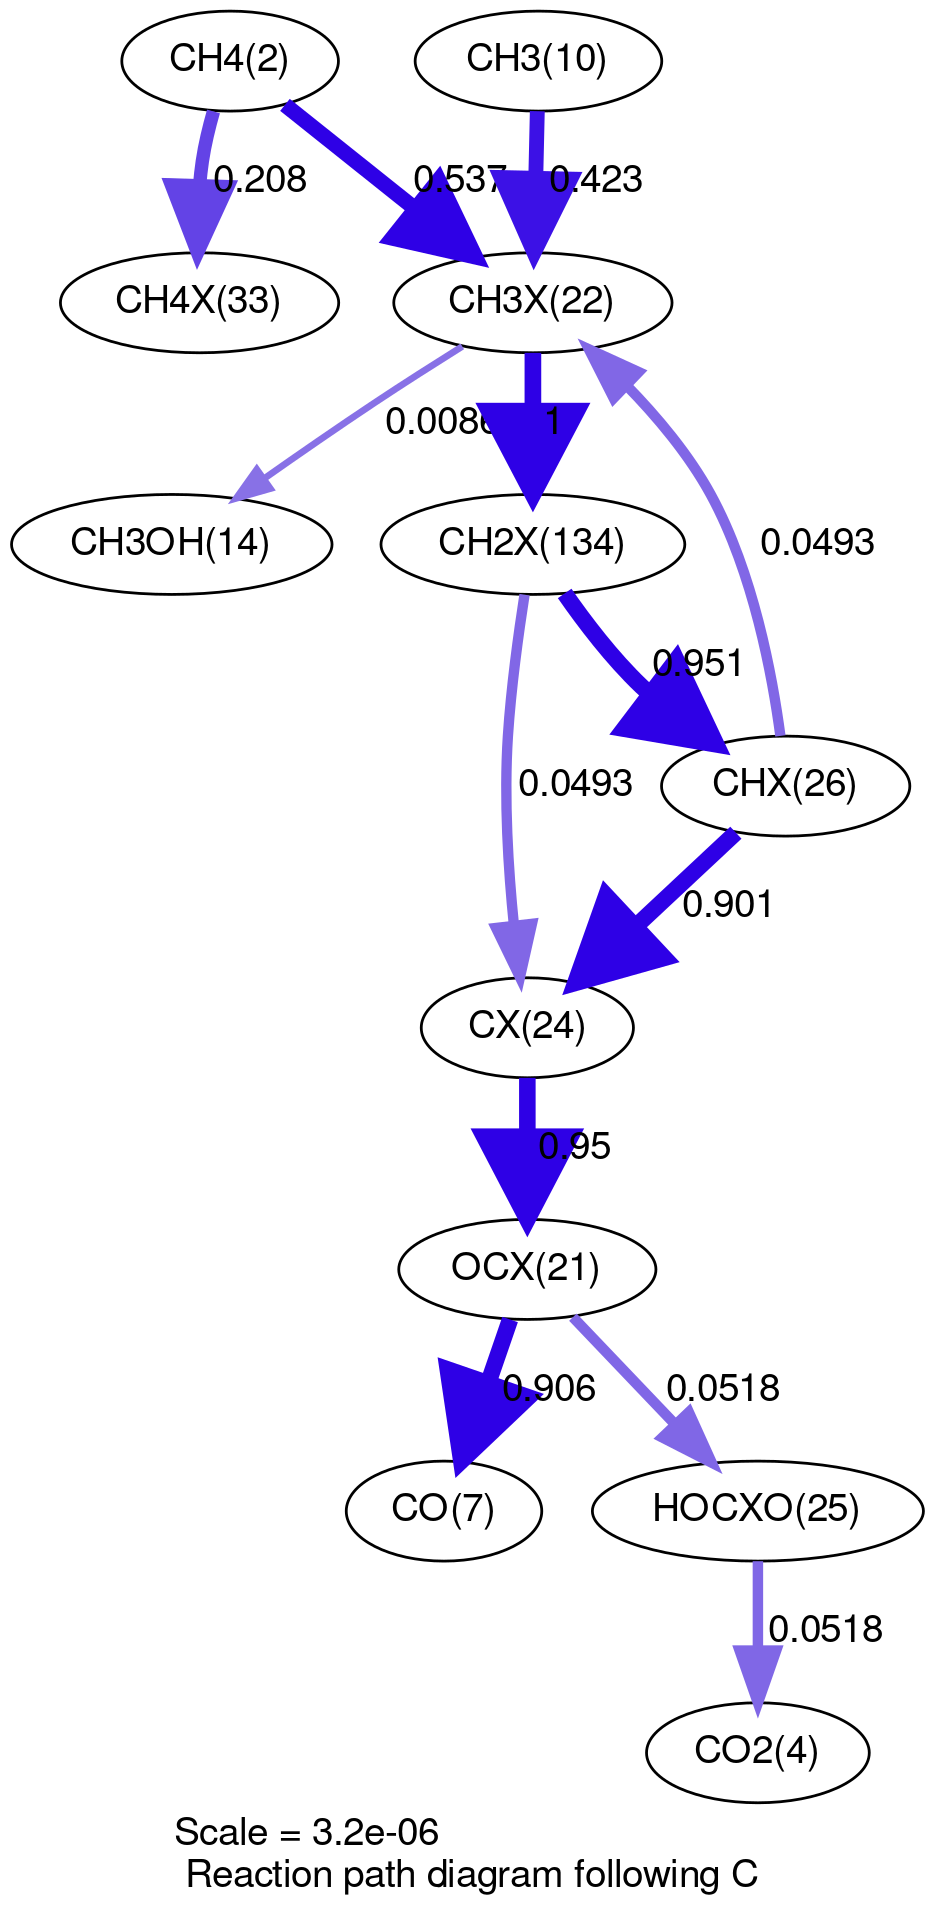 CH4(2)
CH3(10)
0.208
0.537
0.423
CH4X(33)
CH3X(22)
1
0.0493
CH3OH(14)
CH2X(134)
0.951
0.0493
CHX(26)
0.901
CX(24)
0.95
OCX(21)
0.906
0.0518
CO(7)
HOCXO(25)
0.0518
CO2(4)
Scale = 3.2e-06
Reaction path diagram following C